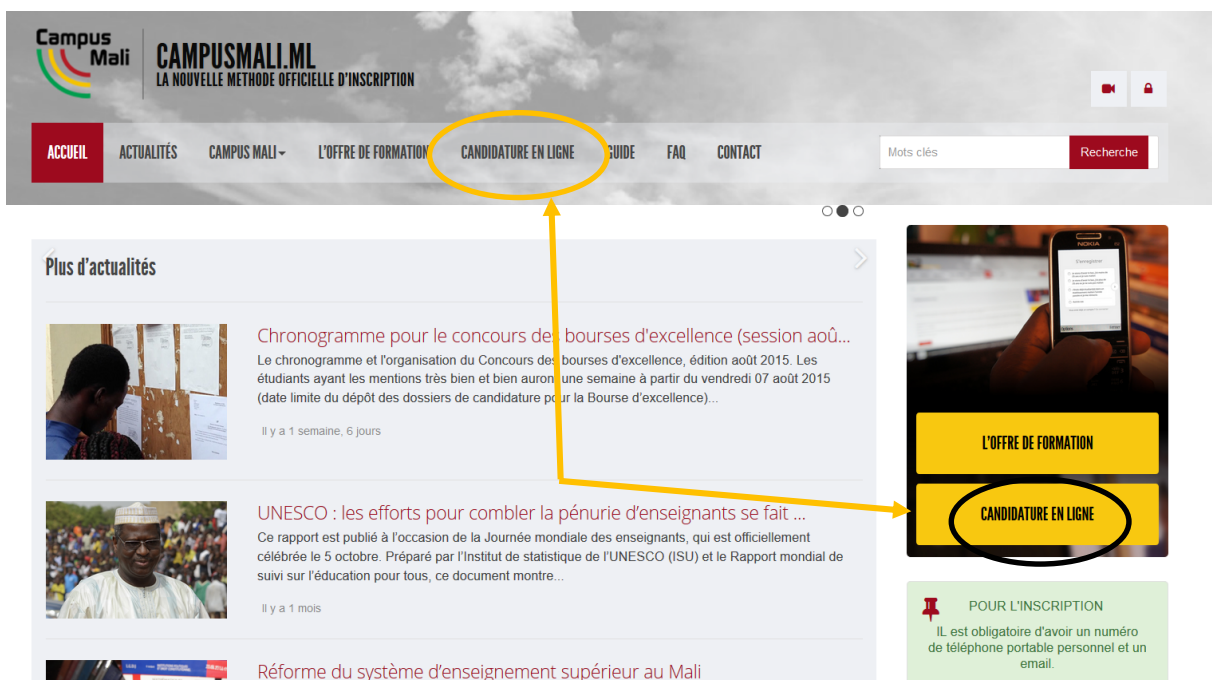 Campus
Mali
CAMPUSMALI.ML
LA NOUVELLE METHODE OFFICIELLE D'INSCRIPTION
ACCUEIL
ACTUALITÉS
CAMPUS MALI
L'OFFRE DE FORMATION
CANDIDATURE EN LIGNE
GUIDE
FAQ
CONTACT
Mots clés
Recherche
Plus d'actualités
Chronogramme pour le concours des bourses d'excellence (session aoû...
Le chronogramme et l'organisation du Concours des bourses d'excellence, édition août 2015. Les
étudiants ayant les mentions très bien et bien auront une semaine à partir du vendredi 07 août 2015
(date limite du dépôt des dossiers de candidature pour la Bourse d'excellence)...
Il y a 1 semaine, 6 jours
UNESCO : les efforts pour combler la pénurie d'enseignants se fait ...
Ce rapport est publié à l'occasion de la Journée mondiale des enseignants, qui est officiellement
célébrée le 5 octobre. Préparé par l'Institut de statistique de l'UNESCO (ISU) et le Rapport mondial de
suivi sur l'éducation pour tous, ce document montre...
Il y a 1 mois
Réforme du système d'enseignement supérieur au Mali
NOKIA
L'OFFRE DE FORMATION
CANDIDATURE EN LIGNE
POUR L'INSCRIPTION
IL est obligatoire d'avoir un numéro
de téléphone portable personnel et un
email.